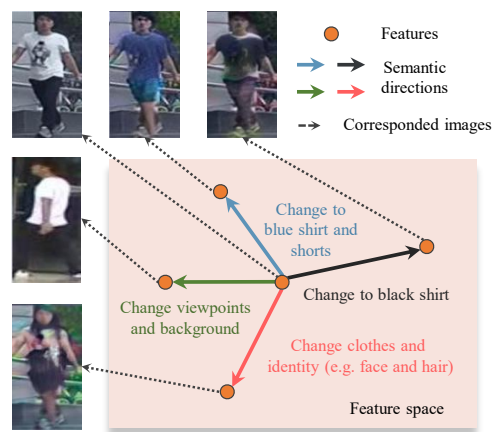 Features
Semantic
directions
Corresponded images
Change to
blue shirt and
shorts
Change to black shirt
Change viewpoints
and background
Change clothes and
identity (e.g. face and hair)
Feature space